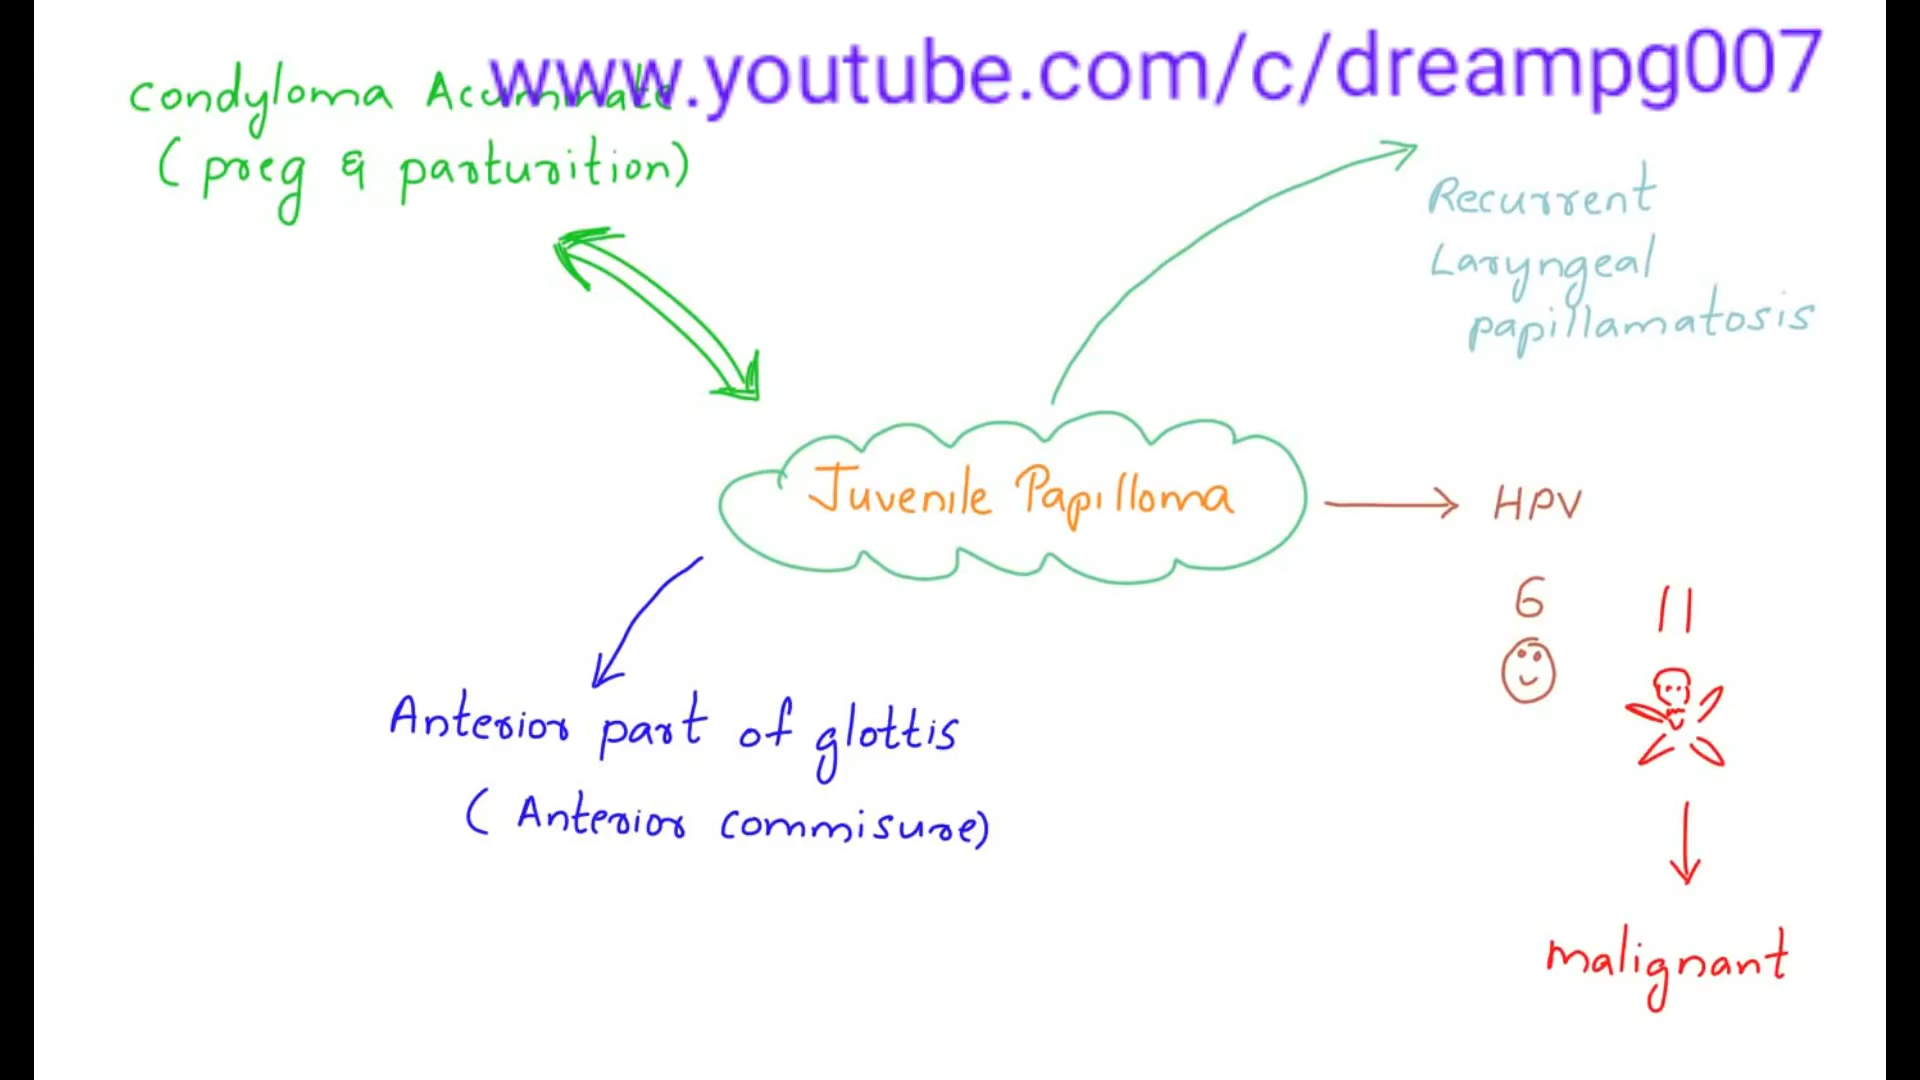 www.youtube.com/c/dreampg007
condyloma Accuminate
(preg & parturition)
Recurrent
Laryngeal
papillamatosis
Juvenile Papilloma
HPV
6 11
Anterior part of glottis
(Anterior commisure)
malignant